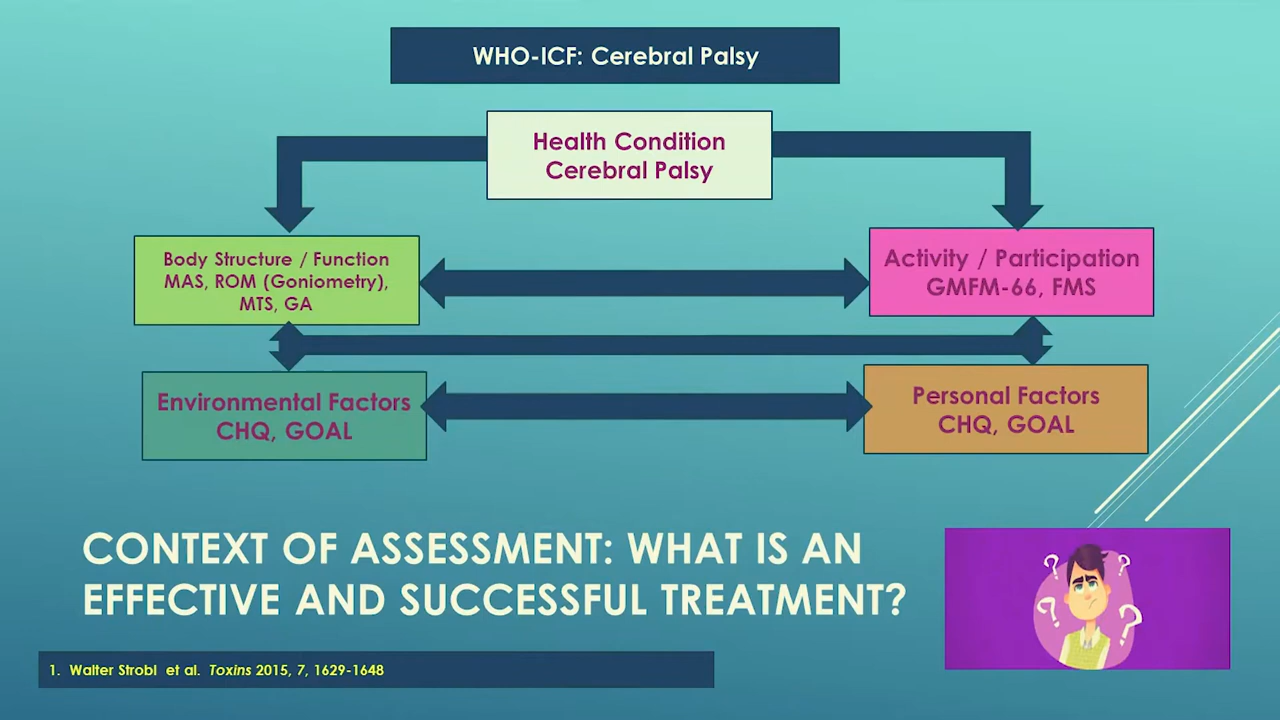 WHO-ICF: Cerebral Palsy
Health Condition
Cerebral Palsy
Body Structure / Function
MAS, ROM (Goniometry),
MTS, GA
Activity / Participation
GMFM-66, FMS
Environmental Factors
CHQ, GOAL
Personal Factors
CHQ, GOAL
CONTEXT OF ASSESSMENT: WHAT IS AN
EFFECTIVE AND SUCCESSFUL TREATMENT?
? ?
? ?
1. Walter Strobl et al. Toxins 2015, 7, 1629-1648